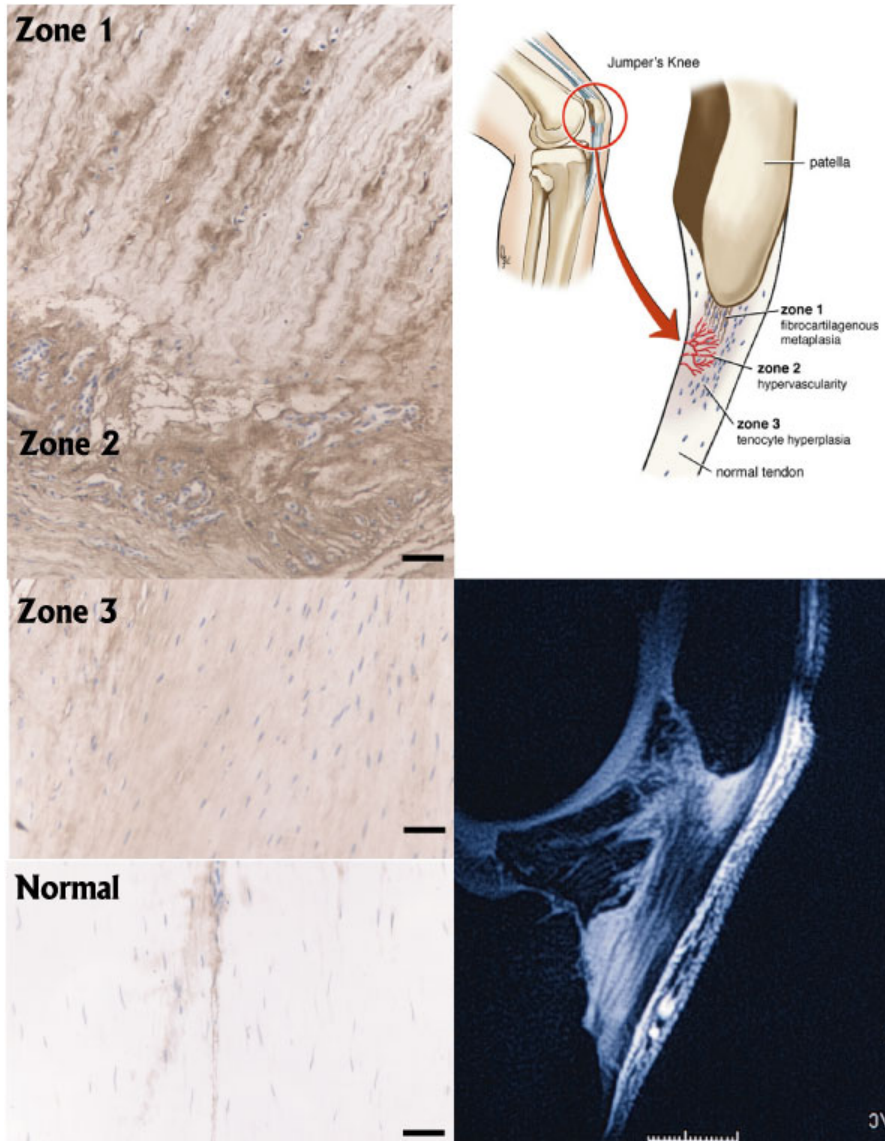 Zone 1
Zone 2
Zone 3
Normal
Jumper's Knee
patella
zone 1
fibrocartilagenous
metaplasia
zone 2
hypervascularity
zone 3
tenocyte hyperplasia
normal tendon